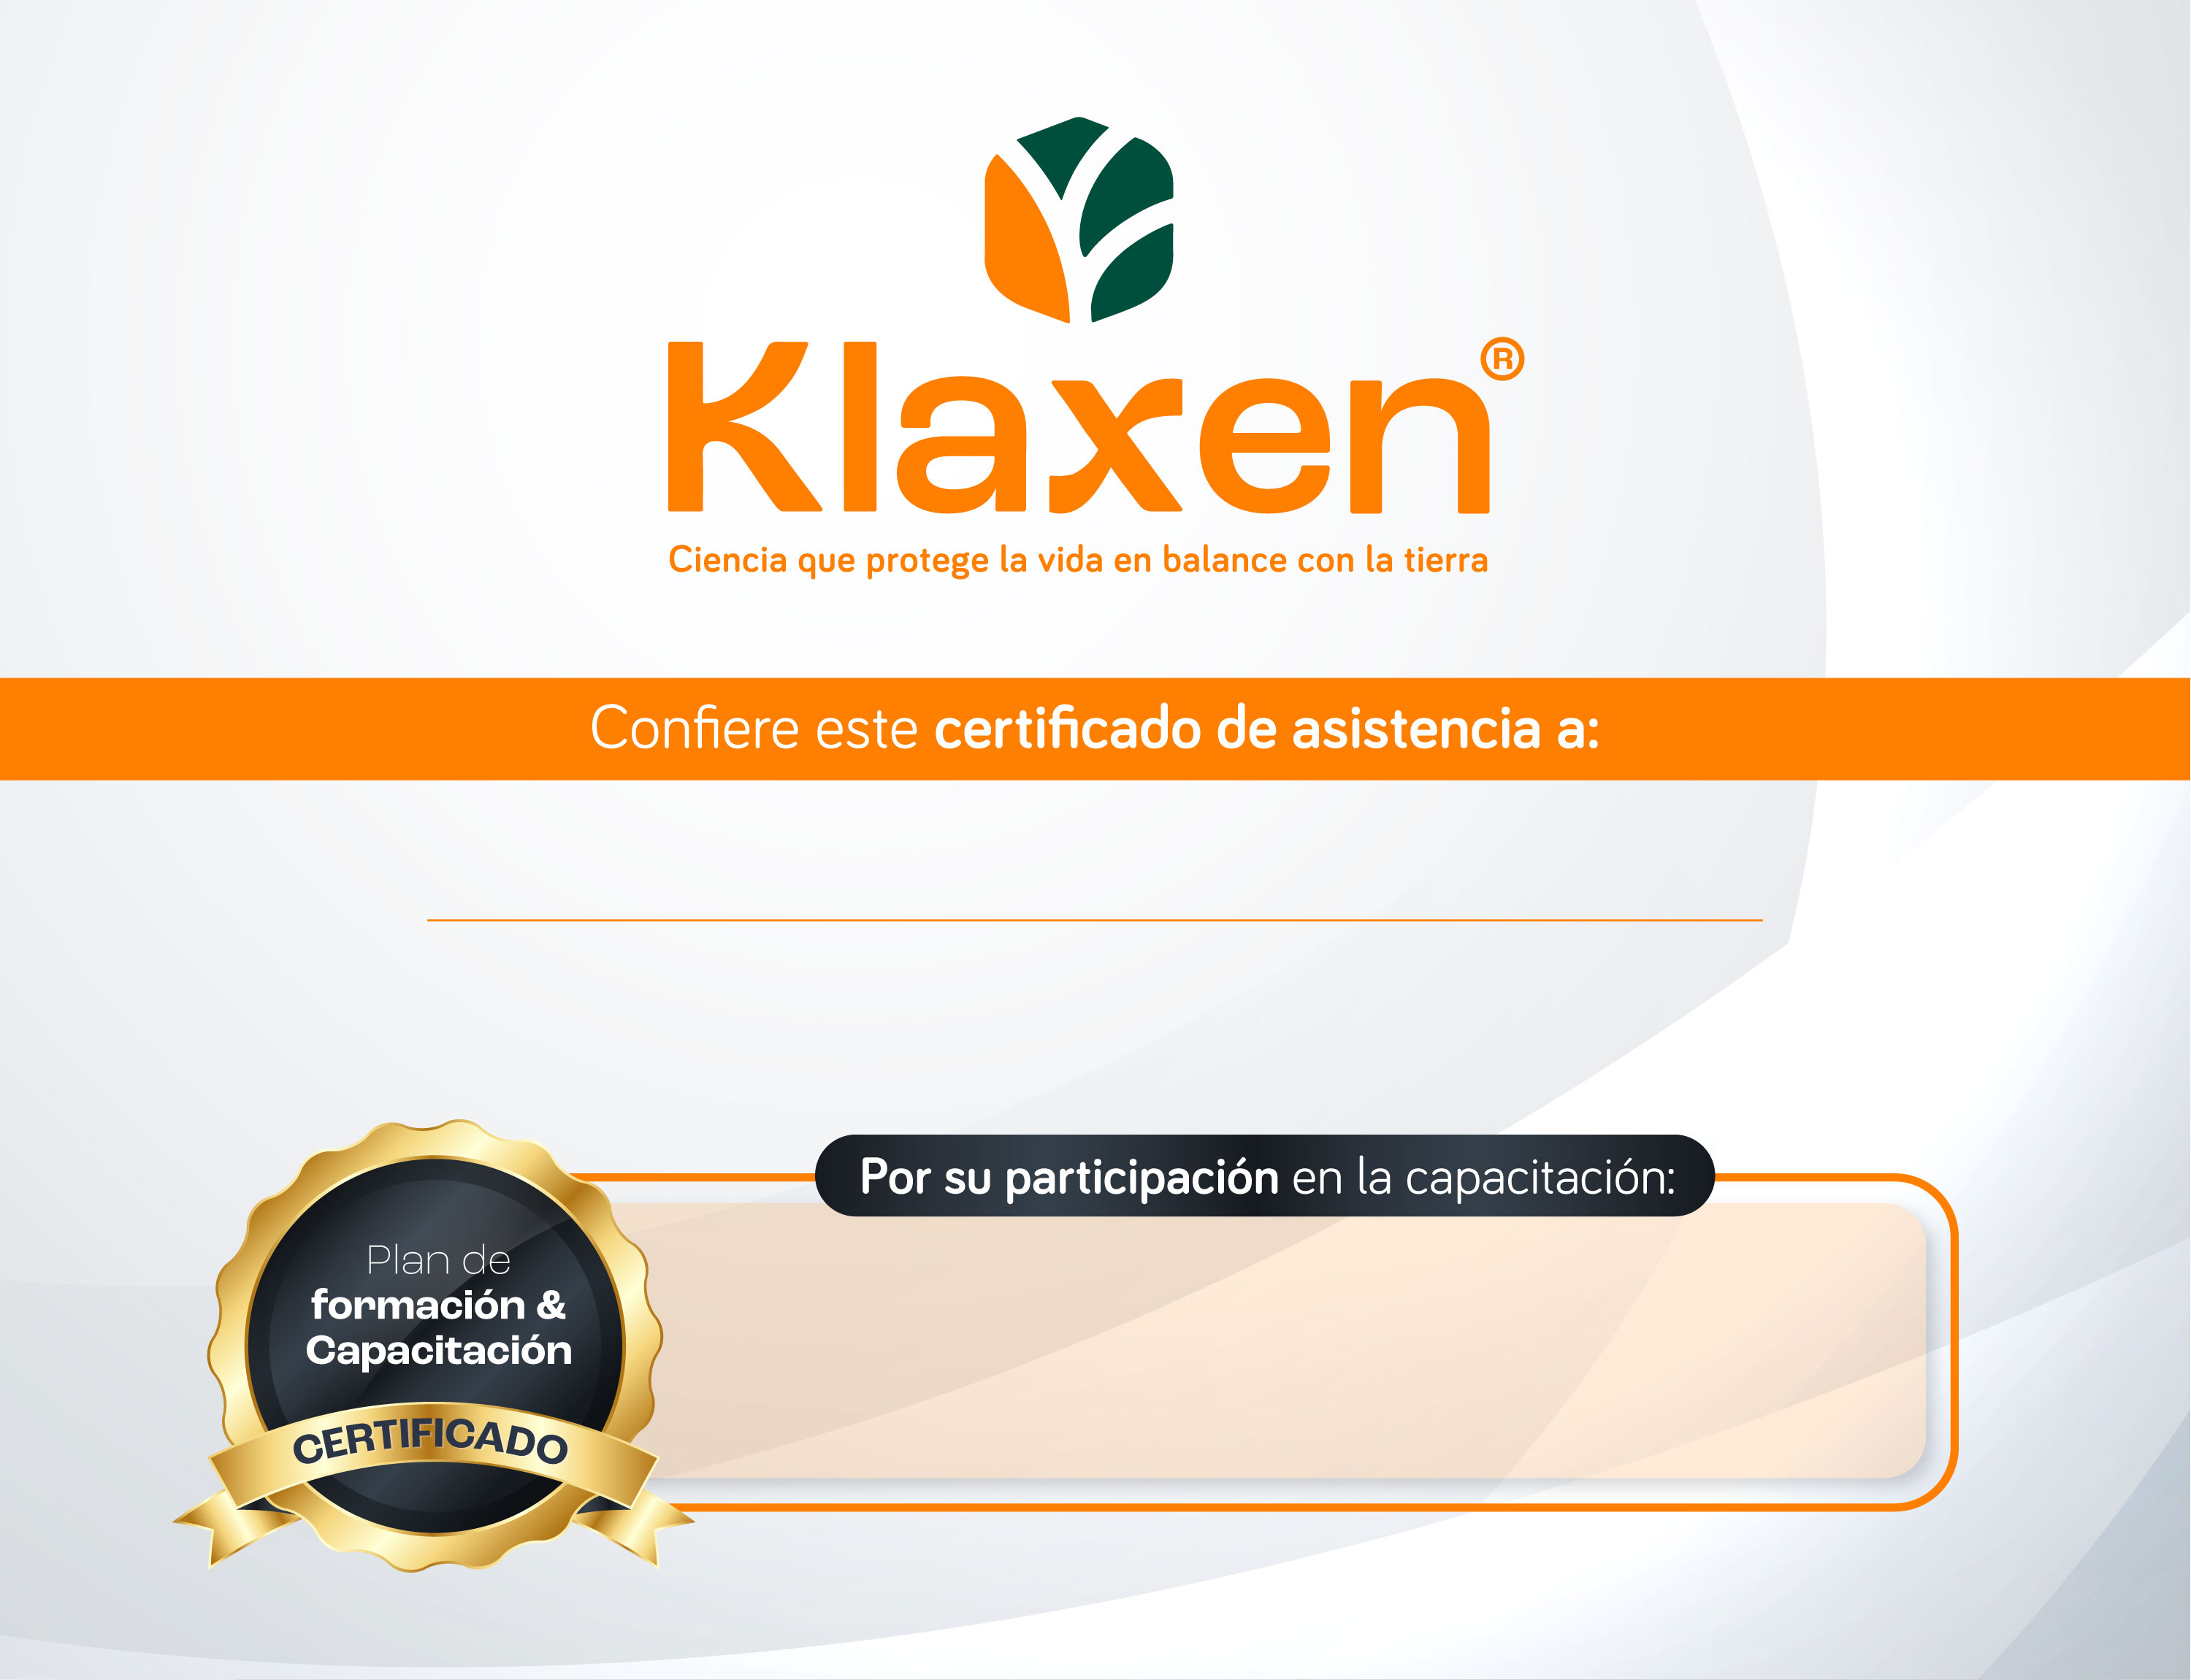 Klaxen®
Ciencia que protege la vida en balance con la tierra
Confiere este certificado de asistencia a:
Por su participación en la capacitación:
Plan de
formación &
Capacitación
CERTIFICADO